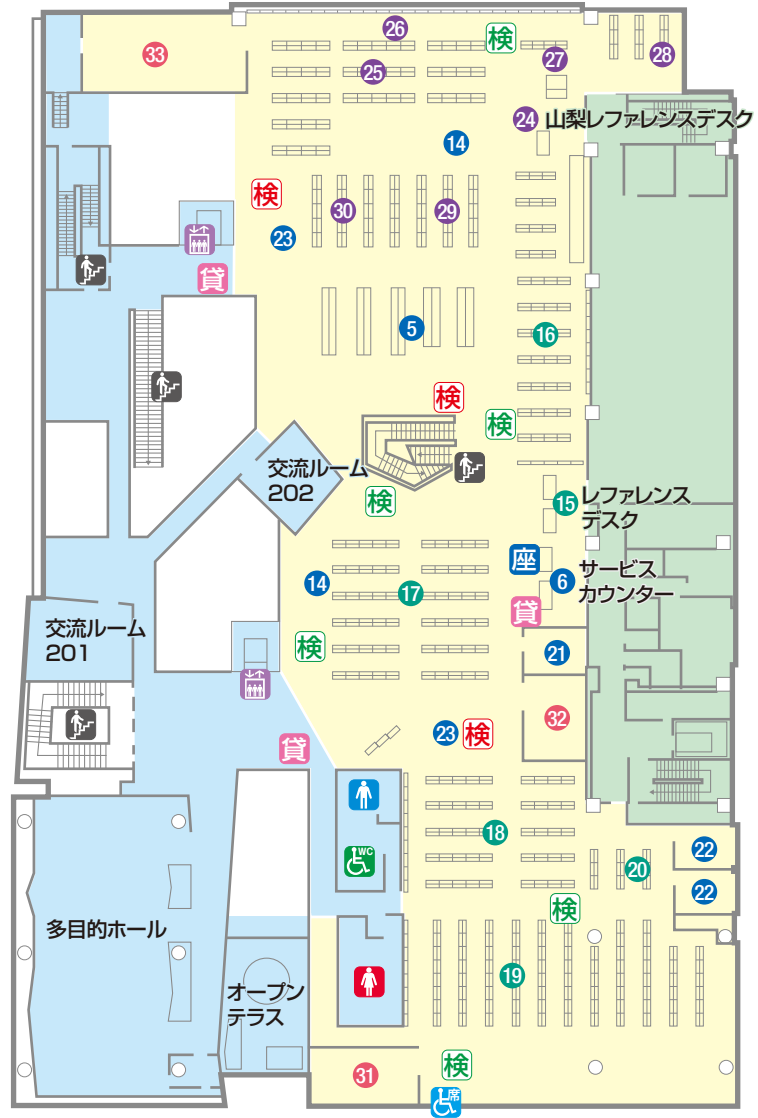 26
検
33
27
28
25
24
山梨レファレンスデスク
14
検
30
29
23
貸
5
16
検
検
交流ルーム
202
検
15
レファレンス
デスク
座
6
サービス
カウンター
14
17
貸
交流ルーム
201
検
21
32
23
検
貸
WC
18
22
20
22
検
多目的ホール
19
オープン
テラス
検
31
席